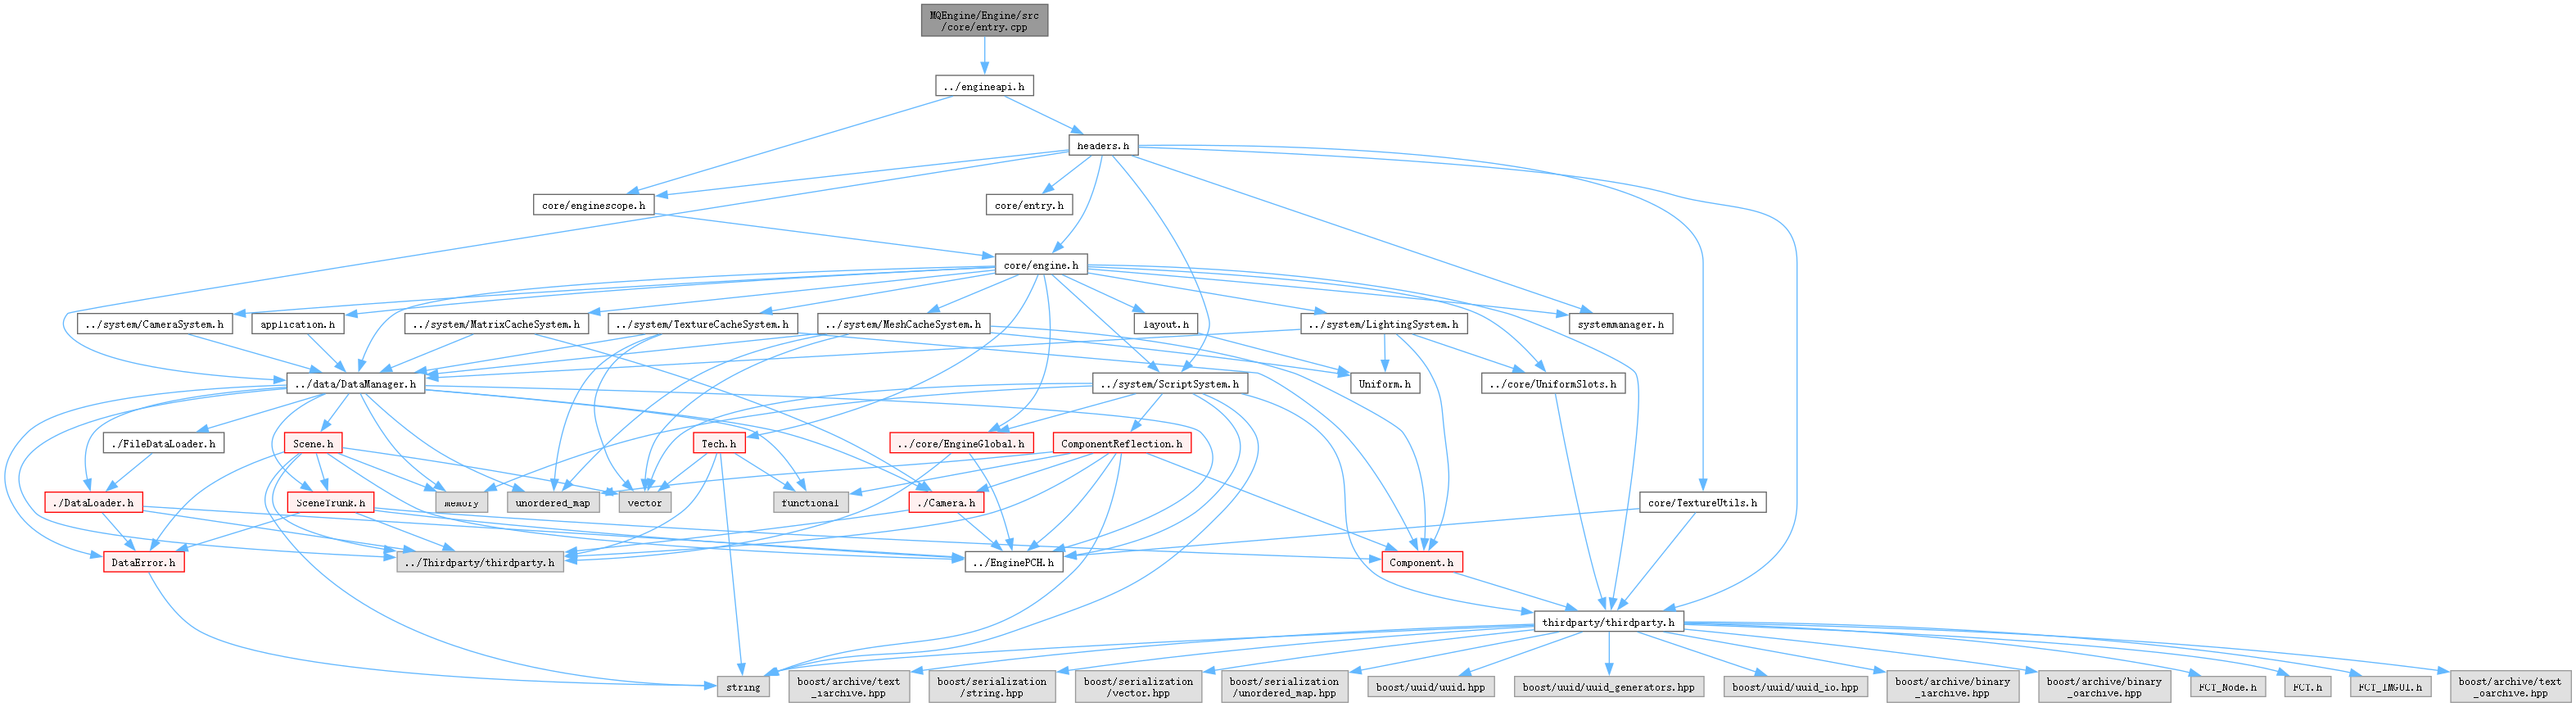 MQEngine/Engine/src
/core/entry.cpp
../engineapi.h
headers.h
core/enginescope.h
core/entry.h
core/engine.h
../system/CameraSystem.h
application.h
../system/MatrixCacheSystem.h
../system/TextureCacheSystem.h
../system/MeshCacheSystem.h
layout.h
../system/LightingSystem.h
systemmanager.h
../data/DataManager.h
../system/ScriptSystem.h
Uniform.h
../core/UniformSlots.h
./FileDataLoader.h
Scene.h
Tech.h
../core/EngineGlobal.h
ComponentReflection.h
./DataLoader.h
SceneTrunk.h
memory
unordered_map
vector
functional
./Camera.h
core/TextureUtils.h
DataError.h
../Thirdparty/thirdparty.h
../EnginePCH.h
Component.h
thirdparty/thirdparty.h
string
boost/archive/text
_iarchive.hpp
boost/serialization
/string.hpp
boost/serialization
/vector.hpp
boost/serialization
/unordered_map.hpp
boost/uuid/uuid.hpp
boost/uuid/uuid_generators.hpp
boost/uuid/uuid_io.hpp
boost/archive/binary
_iarchive.hpp
boost/archive/binary
_oarchive.hpp
FCT_Node.h
FCT.h
FCT_IMGUI.h
boost/archive/text
_oarchive.hpp